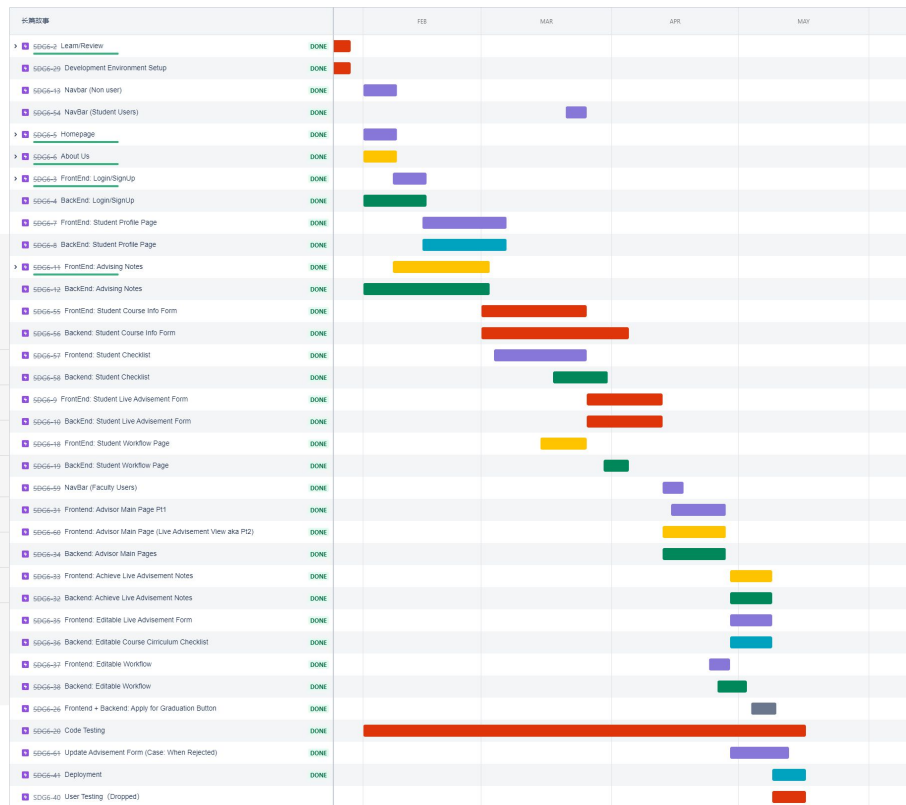 长篇故事 FEB MAR APR MAY
SDG6-2 Learn/Review DONE
SDG6-29 Development Environment Setup DONE
SDG6-13 Navbar (Non user) DONE
SDG6-54 NavBar (Student Users) DONE
SDG6-5 Homepage DONE
SDG6-6 About Us DONE
SDG6-3 FrontEnd: Login/SignUp DONE
SDG6-4 BackEnd: Login/SignUp DONE
SDG6-7 FrontEnd: Student Profile Page DONE
SDG6-8 BackEnd: Student Profile Page DONE
SDG6-11 FrontEnd: Advising Notes DONE
SDG6-12 BackEnd: Advising Notes DONE
SDG6-55 FrontEnd: Student Course Info Form DONE
SDG6-56 Backend: Student Course Info Form DONE
SDG6-57 Frontend: Student Checklist DONE
SDG6-58 Backend: Student Checklist DONE
SDG6-9 FrontEnd: Student Live Advisement Form DONE
SDG6-10 BackEnd: Student Live Advisement Form DONE
SDG6-18 FrontEnd: Student Workflow Page DONE
SDG6-19 BackEnd: Student Workflow Page DONE
SDG6-59 NavBar (Faculty Users) DONE
SDG6-31 Frontend: Advisor Main Page Pt1 DONE
SDG6-60 Frontend: Advisor Main Page (Live Advisement View aka Pt2) DONE
SDG6-34 Backend: Advisor Main Pages DONE
SDG6-33 Frontend: Achieve Live Advisement Notes DONE
SDG6-32 Backend: Achieve Live Advisement Notes DONE
SDG6-35 Frontend: Editable Live Advisement Form DONE
SDG6-36 Backend: Editable Course Cirriculum Checklist DONE
SDG6-37 Frontend: Editable Workflow DONE
SDG6-38 Backend: Editable Workflow DONE
SDG6-26 Frontend + Backend: Apply for Graduation Button DONE
SDG6-20 Code Testing DONE
SDG6-61 Update Advisement Form (Case: When Rejected) DONE
SDG6-41 Deployment DONE
SDG6-40 User Testing (Dropped)